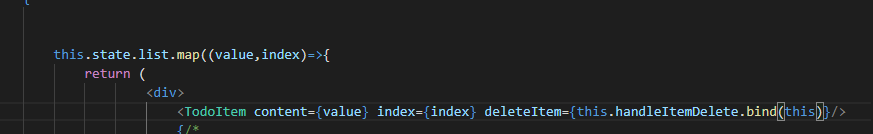 {
this.state.list.map((value,index)=>{
return (
<div>
<TodoItem content={value} index={index} deleteItem={this.handleItemDelete.bind(this)}/>
{/*